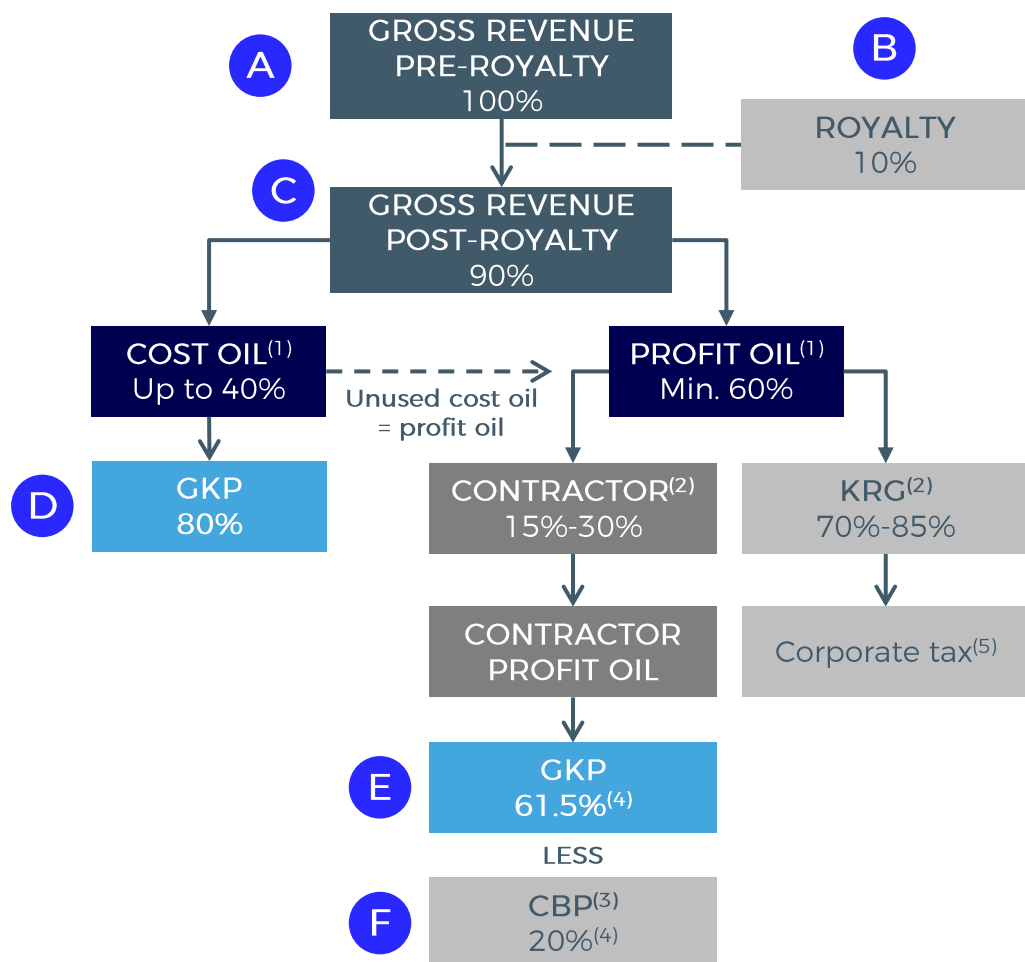 A
GROSS REVENUE
PRE-ROYALTY
100%
B
ROYALTY
10%
C
GROSS REVENUE
POST-ROYALTY
90%
COST OIL(1)
Up to 40%
Unused cost oil
= profit oil
PROFIT OIL(1)
Min. 60%
D
GKP
80%
CONTRACTOR(2)
15%-30%
KRG(2)
70%-85%
CONTRACTOR
PROFIT OIL
Corporate tax(5)
E
GKP
61.5%(4)
LESS
F
CBP(3)
20%(4)